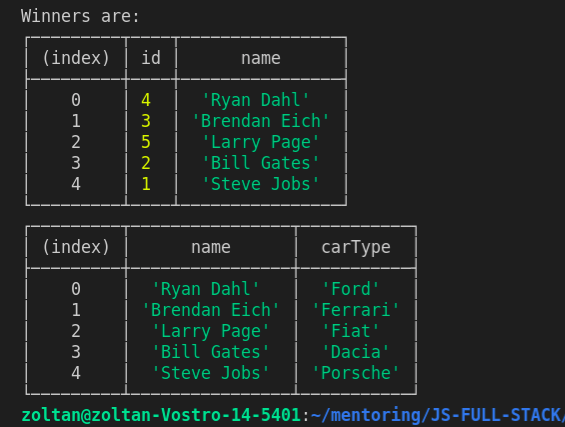 Winners are:
(index) id name
0 4 'Ryan Dahl'
1 3 'Brendan Eich'
2 5 'Larry Page'
3 2 'Bill Gates'
4 1 'Steve Jobs'
(index) name carType
0 'Ryan Dahl' 'Ford'
1 'Brendan Eich' 'Ferrari'
2 'Larry Page' 'Fiat'
3 'Bill Gates' 'Dacia'
4 'Steve Jobs' 'Porsche'
zoltan@zoltan-Vostro-14-5401:~/mentoring/JS-FULL-STACK/